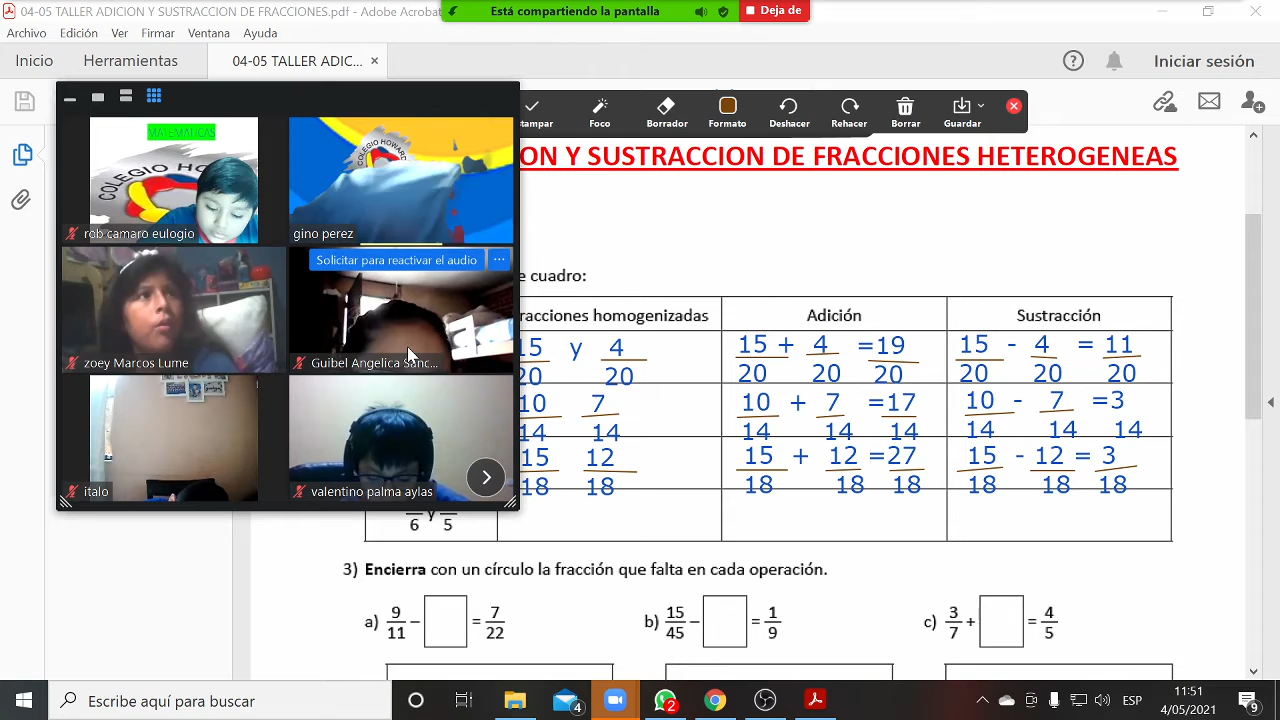 04-05 TALLER ADICION Y SUSTRACCION DE FRACCIONES.pdf - Adobe Acrobat
Está compartiendo la pantalla
Deja de
Archivo Edición Ver Firmar Ventana Ayuda
Inicio Herramientas 04-05 TALLER ADIC... × Iniciar sesión
stampar Foco Borrador Formato Deshacer Rehacer Borrar Guardar
ION Y SUSTRACCION DE FRACCIONES HETEROGENEAS
MATEMATICAS
COLEGIO HOWARD
COLEGIO HOWARD
rob camaro eulogio
gino perez
Solicitar para reactivar el audio ...
zoey Marcos Lume
Guibel Angelica Sánc...
italo
valentino palma aylas
e cuadro:
racciones homogenizadas Adición Sustracción
15 y 4 15 + 4 =19 15 - 4 = 11
20 20 20 20 20 20 20 20
10 7 10 + 7 =17 10 - 7 =3
14 14 14 14 14 14 14 14
15 12 15 + 12 =27 15 - 12 = 3
18 18 18 18 18 18 18 18
y
6 5
3) Encierra con un círculo la fracción que falta en cada operación.
a) 9/11 − = 7/22 b) 15/45 − = 1/9 c) 3/7 + = 4/5
Escribe aquí para buscar
4
2
ESP
11:51
4/05/2021
9